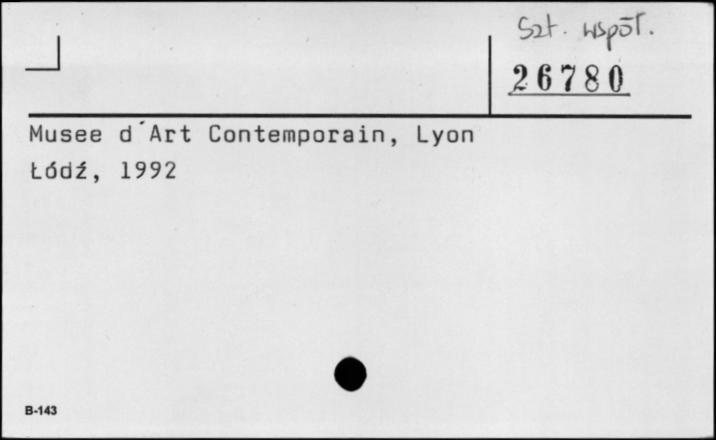 Szt. współ.
26780
Musee d´Art Contemporain, Lyon
Łódź, 1992
B-143